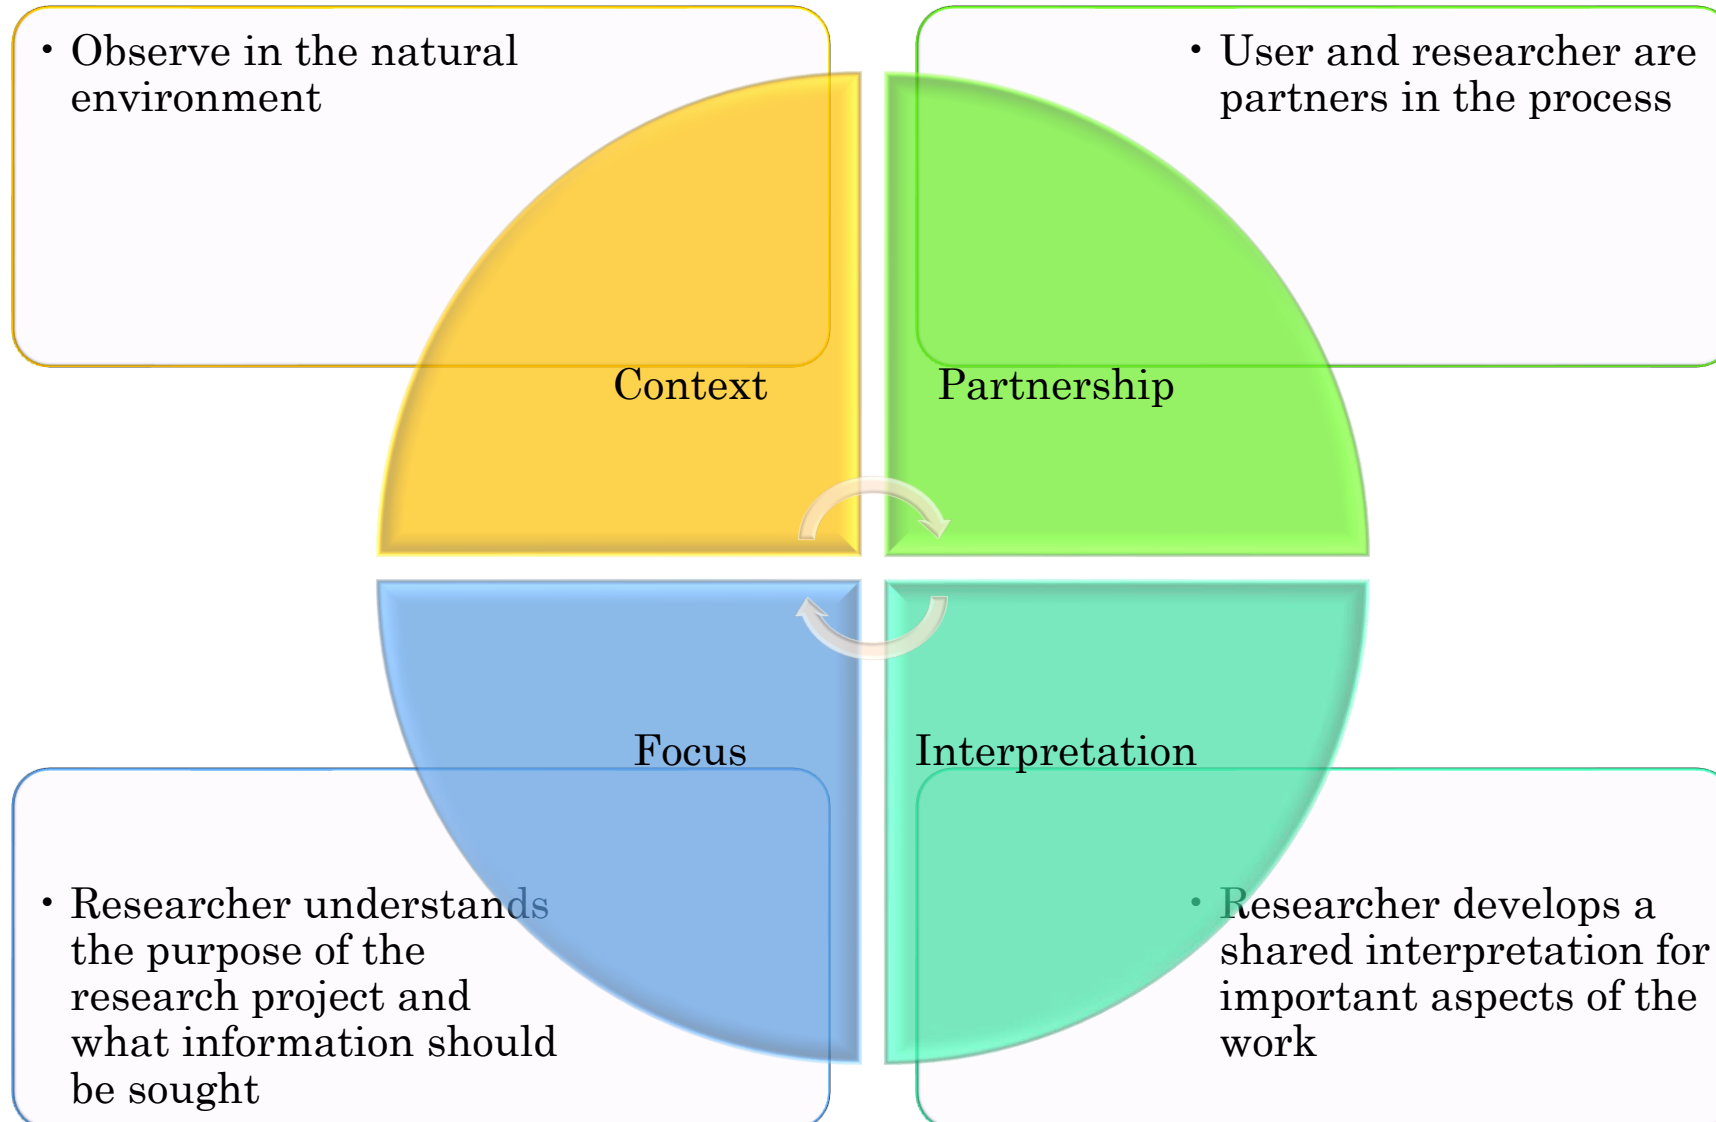 • Observe in the natural
environment
• User and researcher are
partners in the process
Context
Partnership
Focus
Interpretation
• Researcher understands
the purpose of the
research project and
what information should
be sought
• Researcher develops a
shared interpretation for
important aspects of the
work